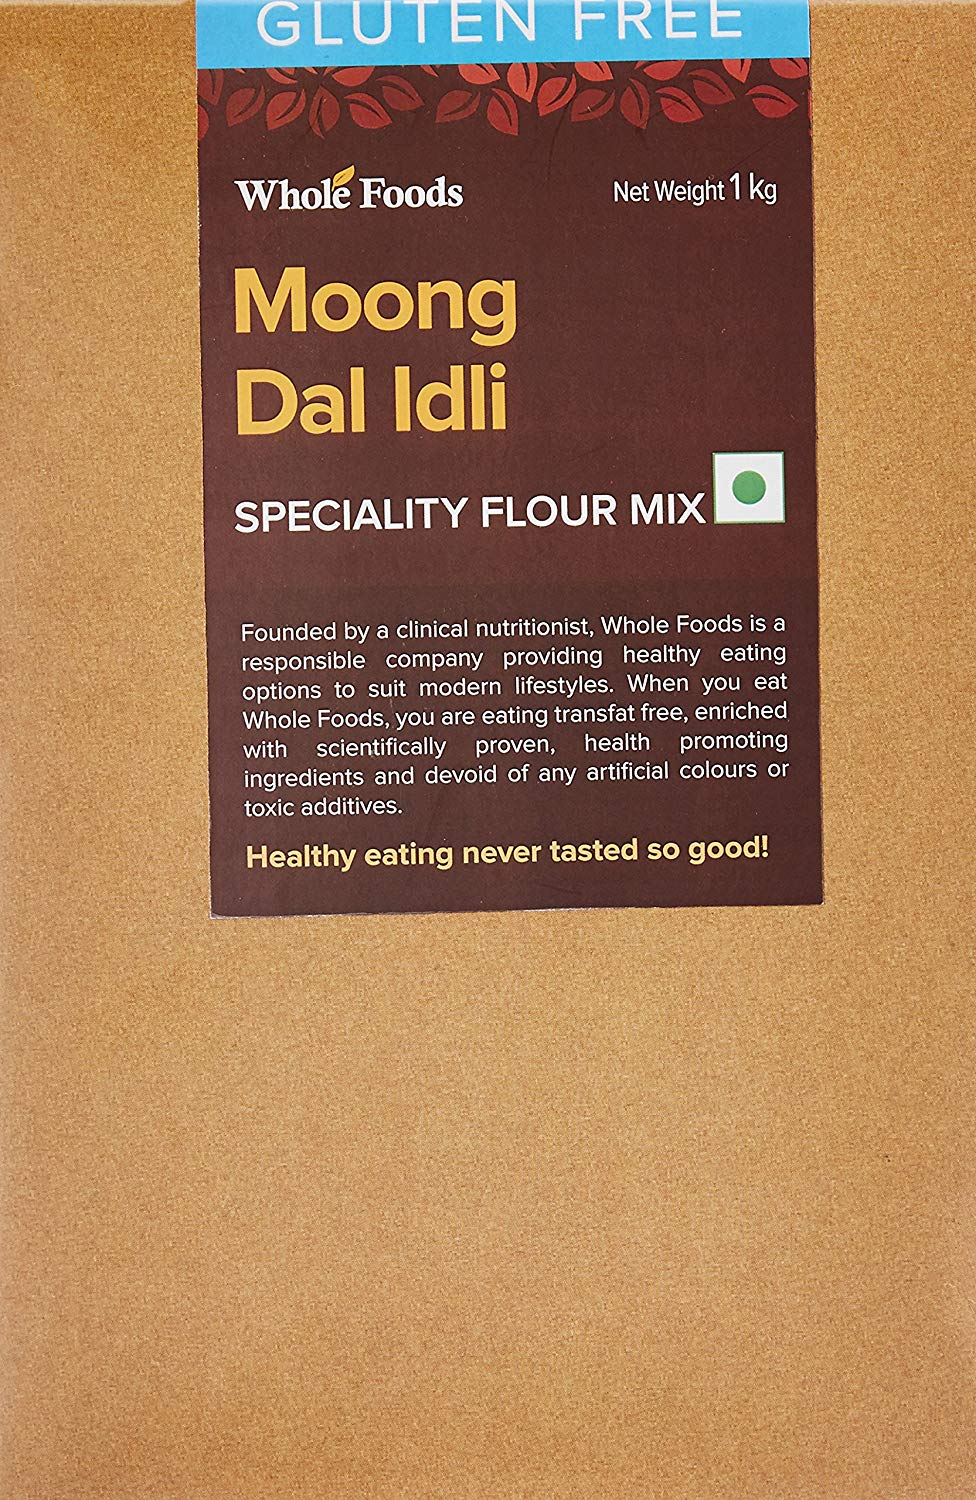 GLUTEN FREE
Whole Foods
Net Weight 1 kg
Moong
Dal Idli
SPECIALITY FLOUR MIX
Founded by a clinical nutritionist, Whole Foods is a
responsible company providing healthy eating
options to suit modern lifestyles. When you eat
Whole Foods, you are eating transfat free, enriched
with scientifically proven, health promoting
ingredients and devoid of any artificial colours or
toxic additives.
Healthy eating never tasted so good!